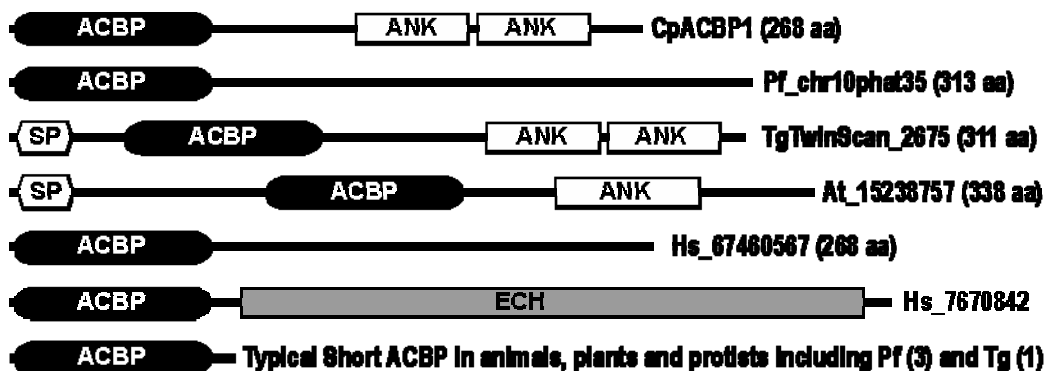 ACBP ANK ANK CpACBP1 (268 aa)
ACBP Pf_chr10phat35 (313 aa)
SP ACBP ANK ANK TgTwinScan_2675 (311 aa)
SP ACBP ANK At_15238757 (338 aa)
ACBP Hs_67460567 (268 aa)
ACBP ECH Hs_7670842
ACBP Typical Short ACBP in animals, plants and protists including Pf (3) and Tg (1)